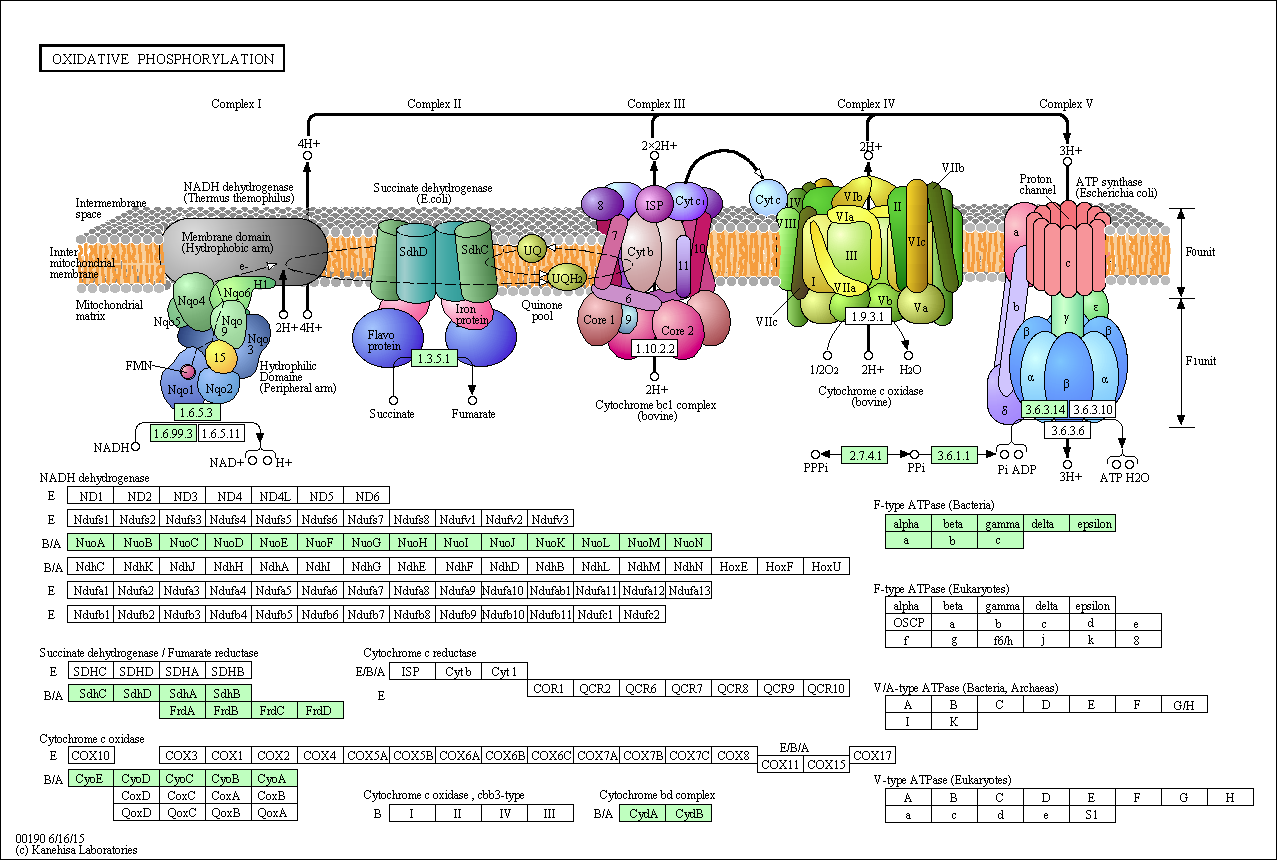 OXIDATIVE PHOSPHORYLATION
Complex I Complex II Complex III Complex IV Complex V
4H+ 2×2H+ 2H+ 3H+
NADH dehydrogenase
(Thermus themophilus)
Succinate dehydrogenase
(E.coli)
VIIb
Proton
channel
ATP synthase
(Escherichia coli)
Intermembrane
space
8 ISP Cytc1 Cytc IV VIb II
VIII VIa VIc
Membrane domain
(Hydrophobic arm)
SdhD SdhC UQ 7 Cytb 10 III a c F0unit
Innter
mitochondrial
membrane
e- H1 UQH2 11 I VIIa
Mitochondrial
matrix
Nqo4 Nqo6 6 Vb Va b γ ε
Nqo5 Nqo
9 Nqo
3
2H+ 4H+
Iron
protein
Quinone
pool
Core 1 9 Core 2 VIIc 1.9.3.1
Flavo
protein
β β
15 1.3.5.1 1.10.2.2
FMN
Hydrophilic
Domaine
(Peripheral arm)
1/2O2 2H+ H2O α β α F1unit
Nqo1 Nqo2 2H+
Succinate Fumarate
Cytochrome bc1 complex
(bovine)
Cytochrome c oxidase
(bovine)
1.6.5.3 δ 3.6.3.14 3.6.3.10
1.6.99.3 1.6.5.11 3.6.3.6
NADH NAD+ H+
2.7.4.1 3.6.1.1
PPPi PPi Pi ADP 3H+ ATP H2O
NADH dehydrogenase
E ND1 ND2 ND3 ND4 ND4L ND5 ND6
E Ndufs1 Ndufs2 Ndufs3 Ndufs4 Ndufs5 Ndufs6 Ndufs7 Ndufs8 Ndufv1 Ndufv2 Ndufv3
B/A NuoA NuoB NuoC NuoD NuoE NuoF NuoG NuoH NuoI NuoJ NuoK NuoL NuoM NuoN
B/A NdhC NdhK NdhJ NdhH NdhA NdhI NdhG NdhE NdhF NdhD NdhB NdhL NdhM NdhN HoxE HoxF HoxU
E Ndufa1 Ndufa2 Ndufa3 Ndufa4 Ndufa5 Ndufa6 Ndufa7 Ndufa8 Ndufa9 Ndufa10 Ndufab1 Ndufa11 Ndufa12 Ndufa13
E Ndufb1 Ndufb2 Ndufb3 Ndufb4 Ndufb5 Ndufb6 Ndufb7 Ndufb8 Ndufb9 Ndufb10 Ndufb11 Ndufc1 Ndufc2
Succinate dehydrogenase / Fumarate reductase
E SDHC SDHD SDHA SDHB
B/A SdhC SdhD SdhA SdhB
FrdA FrdB FrdC FrdD
Cytochrome c reductase
E/B/A ISP Cytb Cyt1
E COR1 QCR2 QCR6 QCR7 QCR8 QCR9 QCR10
Cytochrome c oxidase
E COX10 COX3 COX1 COX2 COX4 COX5A COX5B COX6A COX6B COX6C COX7A COX7B COX7C COX8
E/B/A
COX11 COX15
COX17
B/A CyoE CyoD CyoC CyoB CyoA
CoxD CoxC CoxA CoxB
QoxD QoxC QoxB QoxA
Cytochrome c oxidase , cbb3-type
B I II IV III
Cytochrome bd complex
B/A CydA CydB
F-type ATPase (Bacteria)
alpha beta gamma delta epsilon
a b c
F-type ATPase (Eukaryotes)
alpha beta gamma delta epsilon
OSCP a b c d e
f g f6/h j k 8
V/A-type ATPase (Bacteria, Archaeas)
A B C D E F G/H
I K
V-type ATPase (Eukaryotes)
A B C D E F G H
a c d e S1
00190 6/16/15
(c) Kanehisa Laboratories